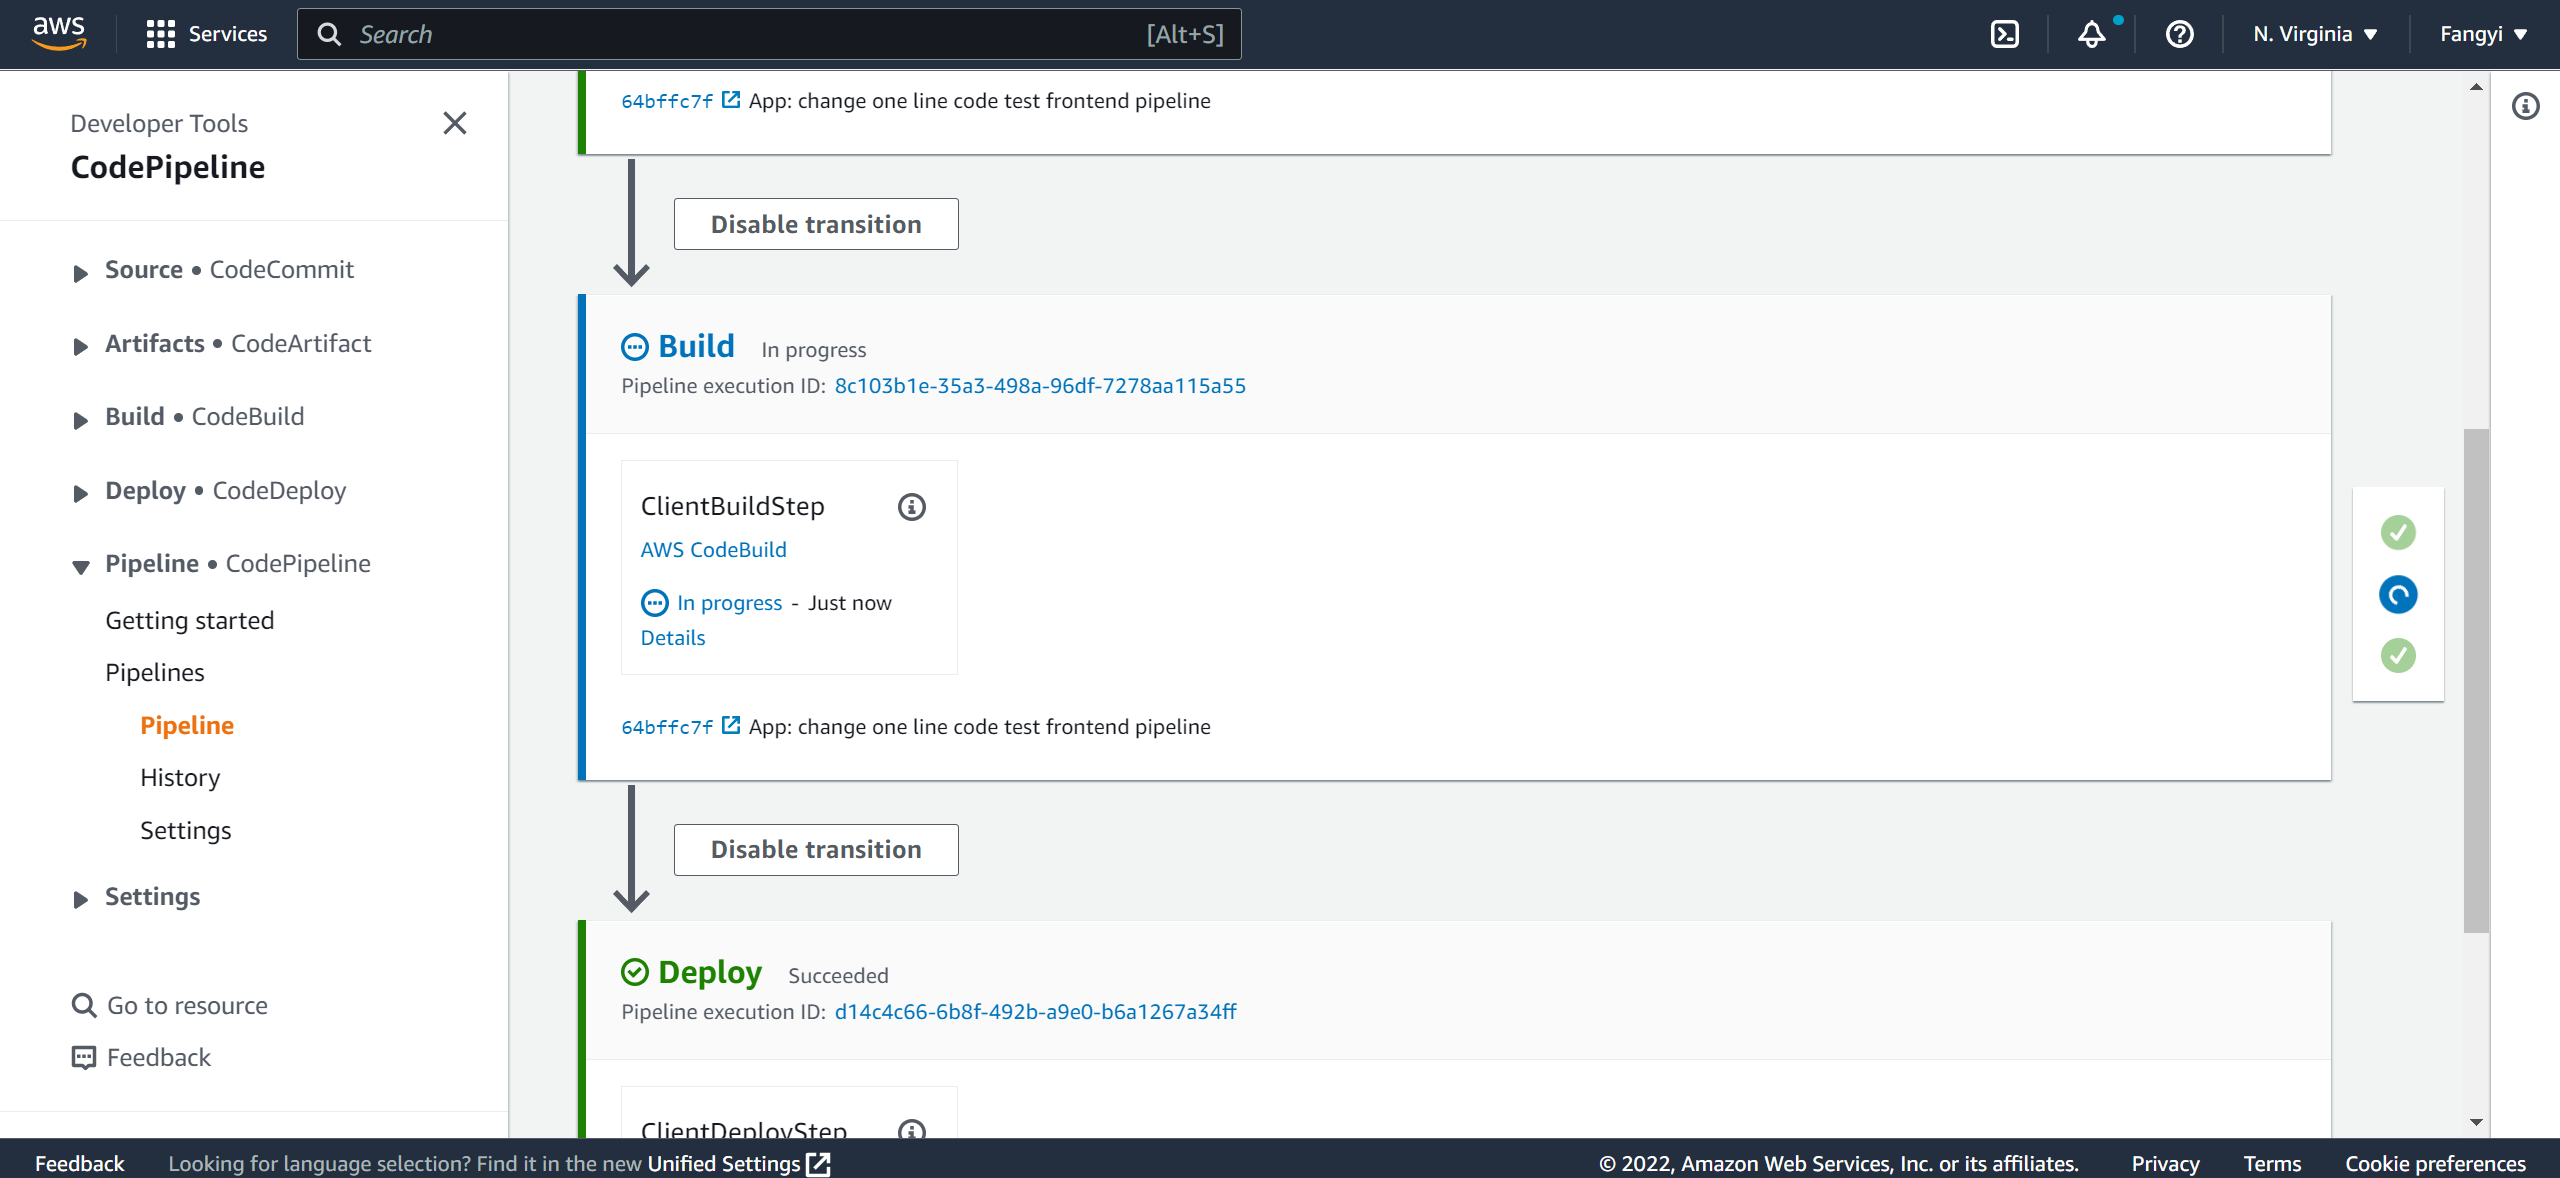 aws
Services
Search
[Alt+S]
N. Virginia
Fangyi
Developer Tools
CodePipeline
Source • CodeCommit
Artifacts • CodeArtifact
Build • CodeBuild
Deploy • CodeDeploy
Pipeline • CodePipeline
Getting started
Pipelines
Pipeline
History
Settings
Settings
Go to resource
Feedback
64bffc7f App: change one line code test frontend pipeline
Disable transition
Build In progress
Pipeline execution ID: 8c103b1e-35a3-498a-96df-7278aa115a55
ClientBuildStep
AWS CodeBuild
In progress - Just now
Details
64bffc7f App: change one line code test frontend pipeline
Disable transition
Deploy Succeeded
Pipeline execution ID: d14c4c66-6b8f-492b-a9e0-b6a1267a34ff
ClientDeployStep
Feedback
Looking for language selection? Find it in the new Unified Settings
© 2022, Amazon Web Services, Inc. or its affiliates.
Privacy
Terms
Cookie preferences